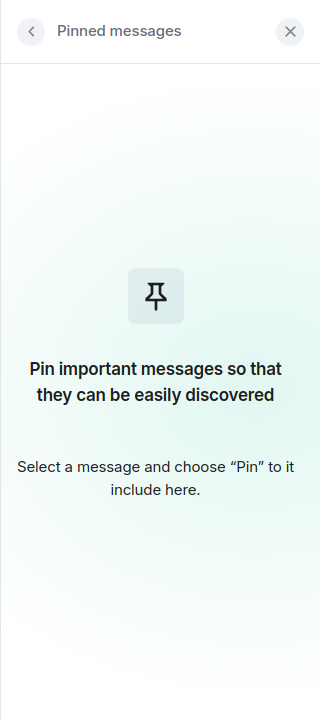 Pinned messages
Pin important messages so that
they can be easily discovered
Select a message and choose “Pin” to it
include here.